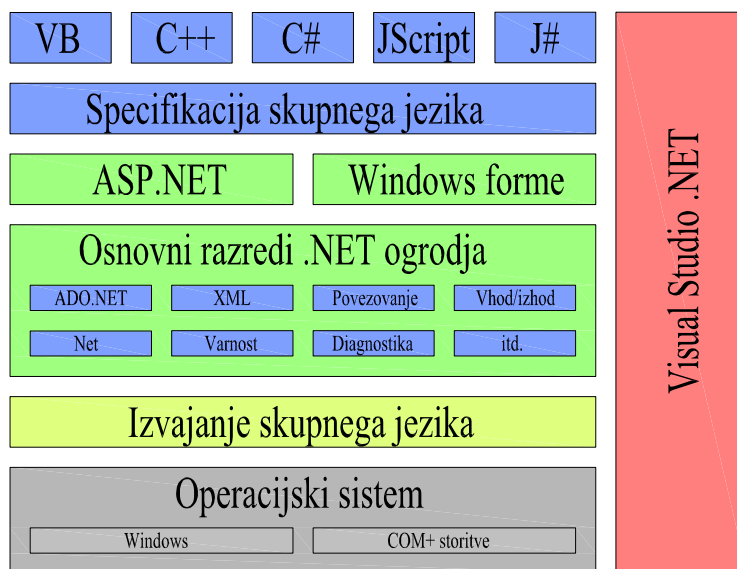 VB C++ C# JScript J#
Specifikacija skupnega jezika
ASP.NET Windows forme
Osnovni razredi .NET ogrodja
ADO.NET XML Povezovanje Vhod/izhod
Net Varnost Diagnostika itd.
Izvajanje skupnega jezika
Operacijski sistem
Windows COM+ storitve
Visual Studio .NET